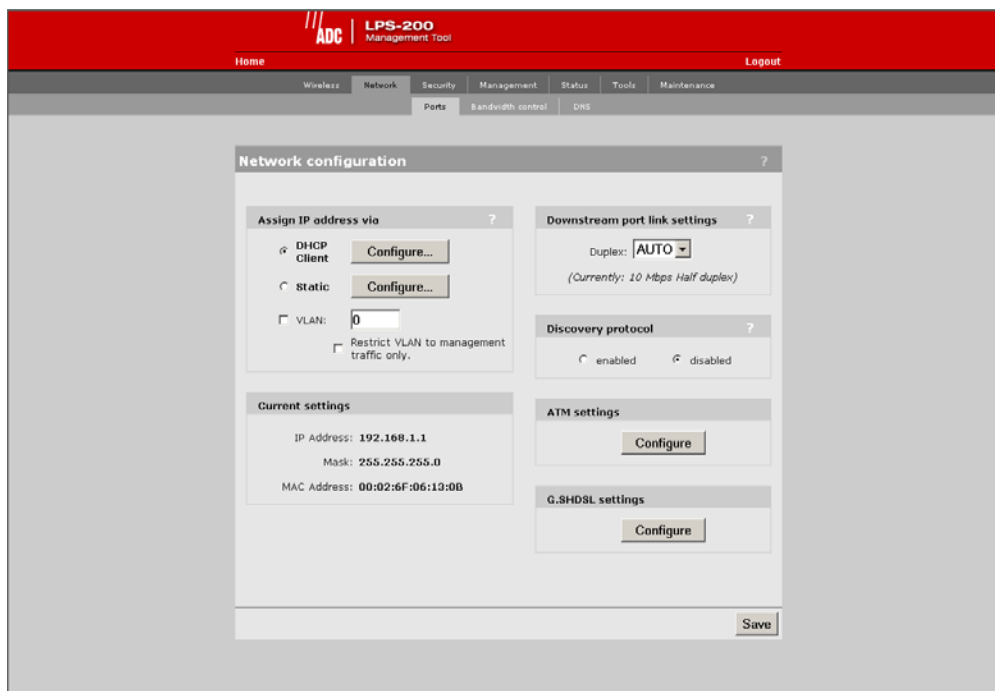 ADC
LPS-200
Management Tool
Home
Logout
Wireless
Network
Security
Management
Status
Tools
Maintenance
Ports
Bandwidth control
DNS
Network configuration
?
Assign IP address via
?
DHCP
Client
Configure...
Static
Configure...
VLAN:
0
Restrict VLAN to management
traffic only.
Current settings
IP Address: 192.168.1.1
Mask: 255.255.255.0
MAC Address: 00:02:6F:06:13:0B
Downstream port link settings
?
Duplex: AUTO
(Currently: 10 Mbps Half duplex)
Discovery protocol
?
enabled
disabled
ATM settings
Configure
G.SHDSL settings
Configure
Save